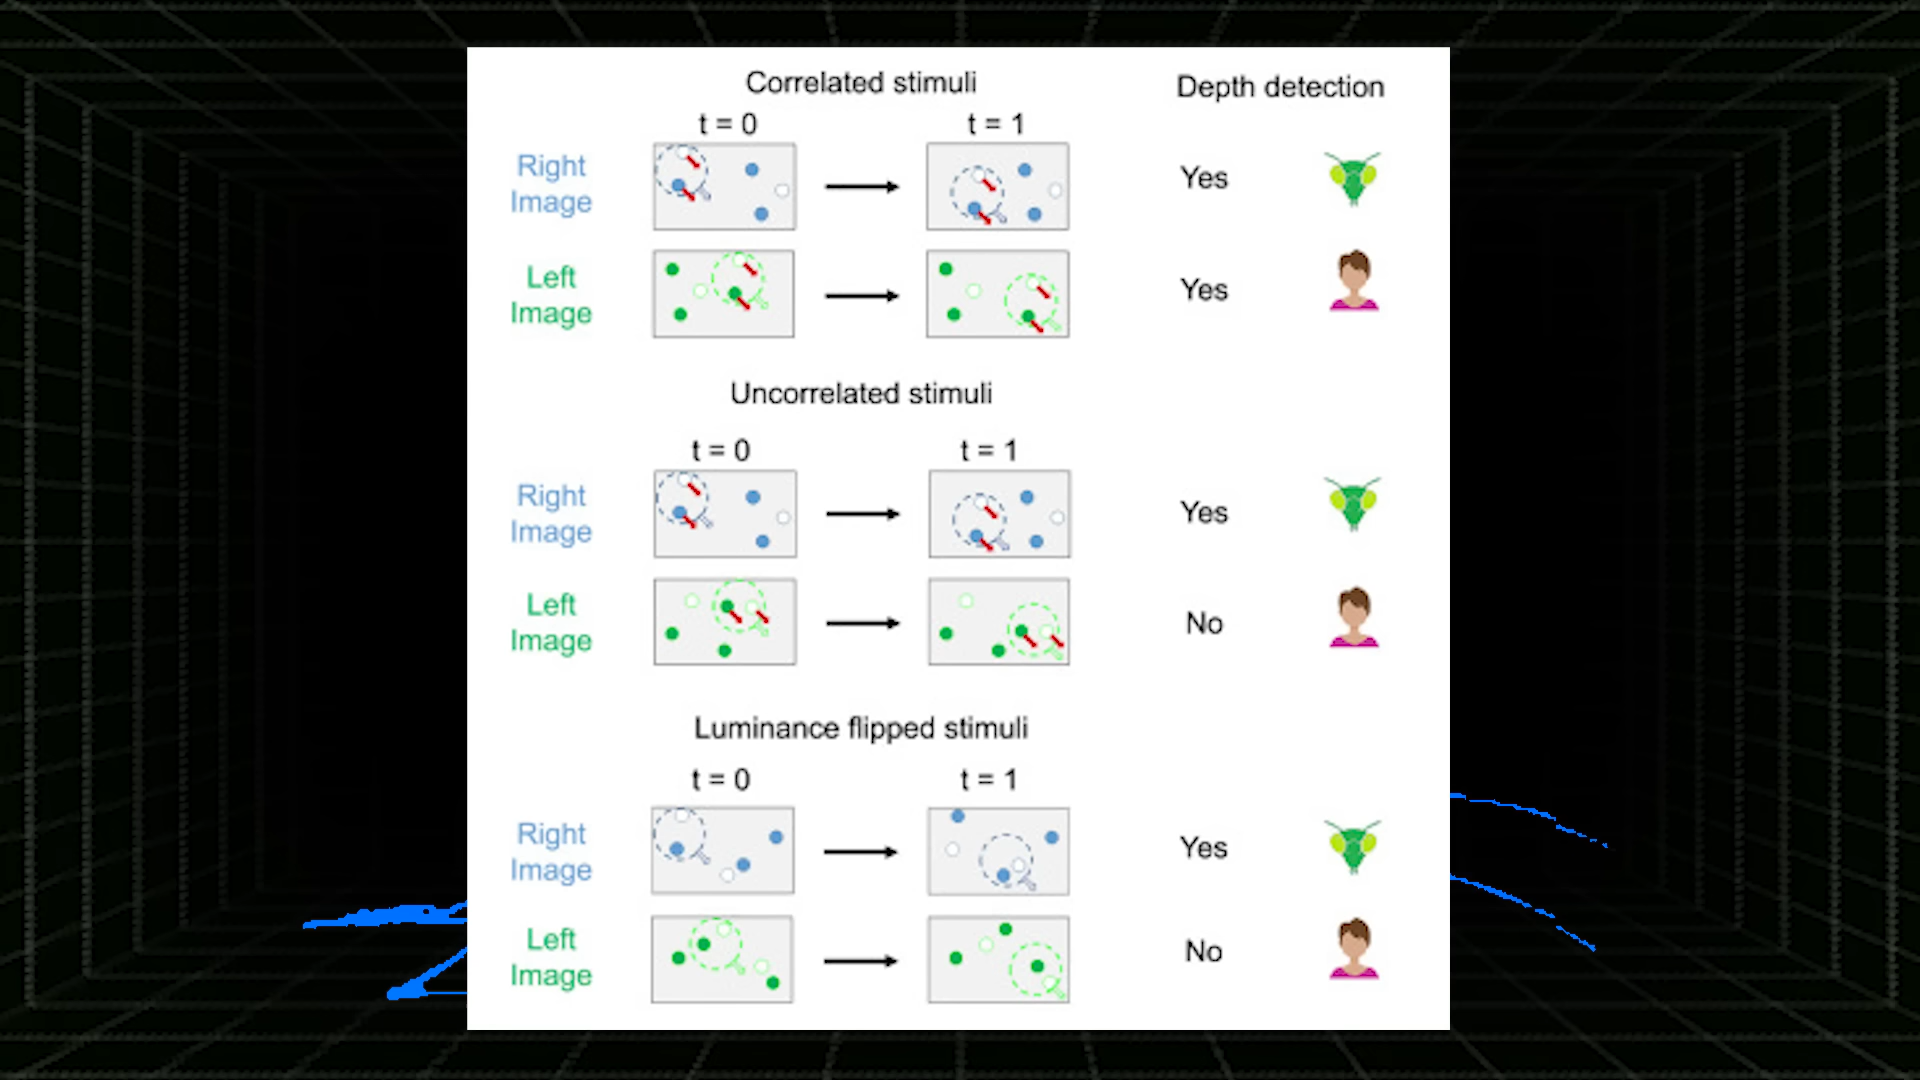 Correlated stimuli
Depth detection
t = 0
t = 1
Right
Image
Yes
Left
Image
Yes
Uncorrelated stimuli
t = 0
t = 1
Right
Image
Yes
Left
Image
No
Luminance flipped stimuli
t = 0
t = 1
Right
Image
Yes
Left
Image
No